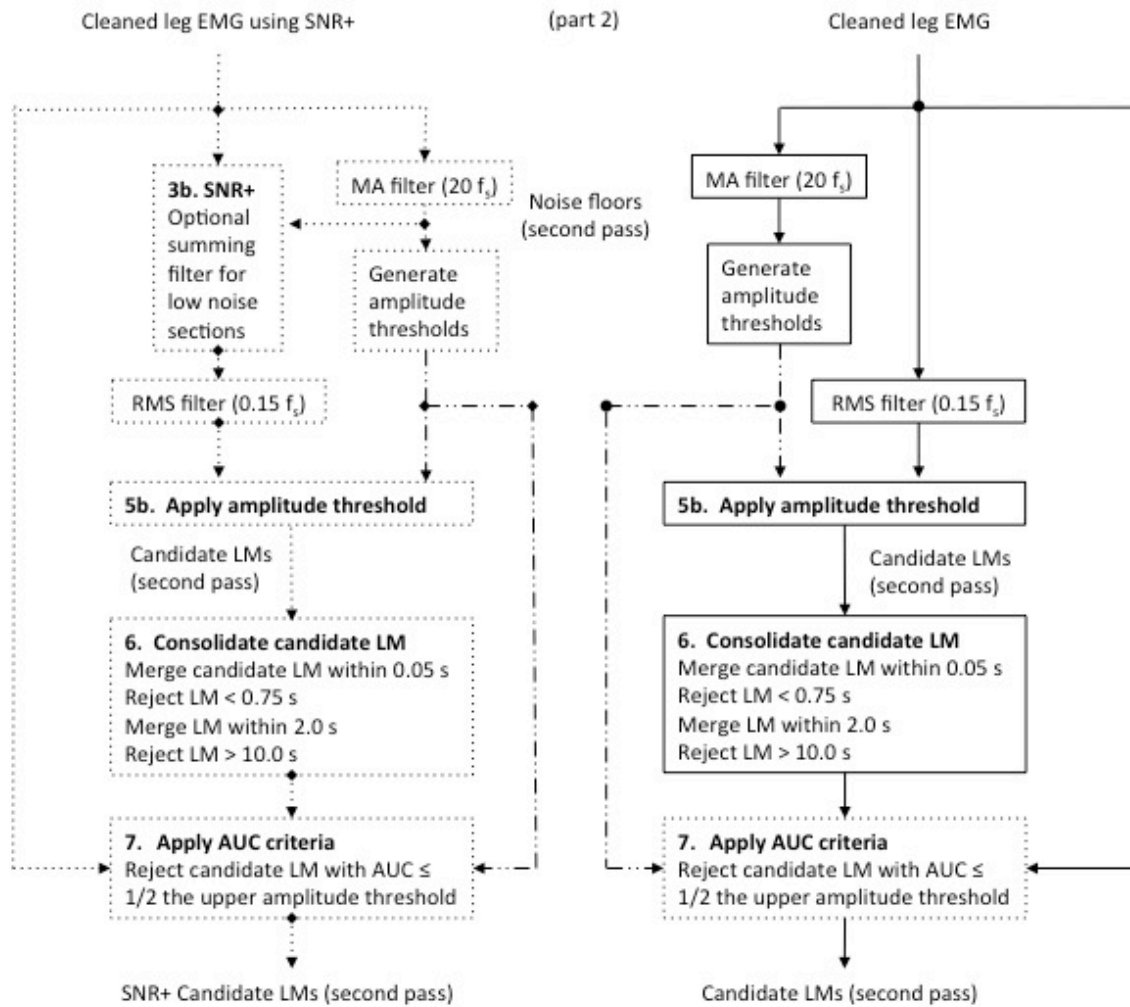 Cleaned leg EMG using SNR+
(part 2)
Cleaned leg EMG
3b. SNR+
Optional
summing
filter for
low noise
sections
MA filter (20 fs)
Noise floors
(second pass)
Generate
amplitude
thresholds
RMS filter (0.15 fs)
5b. Apply amplitude threshold
Candidate LMs
(second pass)
6. Consolidate candidate LM
Merge candidate LM within 0.05 s
Reject LM < 0.75 s
Merge LM within 2.0 s
Reject LM > 10.0 s
7. Apply AUC criteria
Reject candidate LM with AUC ≤
1/2 the upper amplitude threshold
SNR+ Candidate LMs (second pass)
MA filter (20 fs)
Generate
amplitude
thresholds
RMS filter (0.15 fs)
5b. Apply amplitude threshold
Candidate LMs
(second pass)
6. Consolidate candidate LM
Merge candidate LM within 0.05 s
Reject LM < 0.75 s
Merge LM within 2.0 s
Reject LM > 10.0 s
7. Apply AUC criteria
Reject candidate LM with AUC ≤
1/2 the upper amplitude threshold
Candidate LMs (second pass)